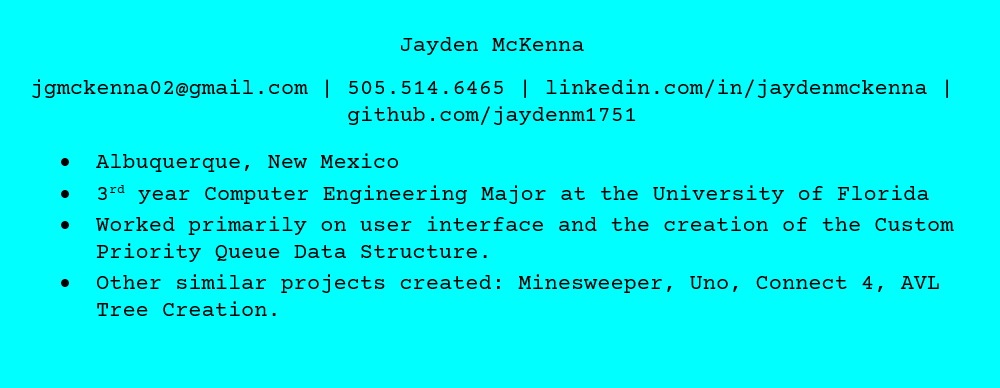 Jayden McKenna
jgmckenna02@gmail.com | 505.514.6465 | linkedin.com/in/jaydenmckenna |
github.com/jaydenm1751
• Albuquerque, New Mexico
• 3rd year Computer Engineering Major at the University of Florida
• Worked primarily on user interface and the creation of the Custom
Priority Queue Data Structure.
• Other similar projects created: Minesweeper, Uno, Connect 4, AVL
Tree Creation.